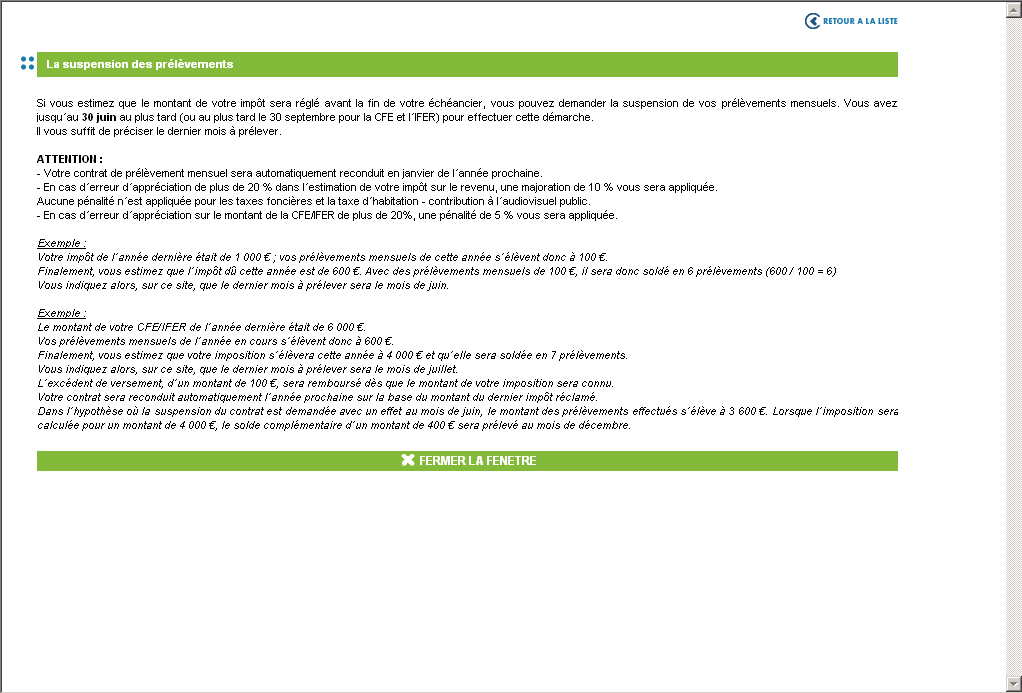 RETOUR A LA LISTE
La suspension des prélèvements
Si vous estimez que le montant de votre impôt sera réglé avant la fin de votre échéancier, vous pouvez demander la suspension de vos prélèvements mensuels. Vous avez
jusqu´au 30 juin au plus tard (ou au plus tard le 30 septembre pour la CFE et l´IFER) pour effectuer cette démarche.
Il vous suffit de préciser le dernier mois à prélever.
ATTENTION :
- Votre contrat de prélèvement mensuel sera automatiquement reconduit en janvier de l´année prochaine.
- En cas d´erreur d´appréciation de plus de 20 % dans l´estimation de votre impôt sur le revenu, une majoration de 10 % vous sera appliquée.
Aucune pénalité n´est appliquée pour les taxes foncières et la taxe d´habitation - contribution à l´audiovisuel public.
- En cas d´erreur d´appréciation sur le montant de la CFE/IFER de plus de 20%, une pénalité de 5 % vous sera appliquée.
Exemple :
Votre impôt de l´année dernière était de 1 000 € ; vos prélèvements mensuels de cette année s´élèvent donc à 100 €.
Finalement, vous estimez que l´impôt dû cette année est de 600 €. Avec des prélèvements mensuels de 100 €, il sera donc soldé en 6 prélèvements (600 / 100 = 6)
Vous indiquez alors, sur ce site, que le dernier mois à prélever sera le mois de juin.
Exemple :
Le montant de votre CFE/IFER de l´année dernière était de 6 000 €.
Vos prélèvements mensuels de l´année en cours s´élèvent donc à 600 €.
Finalement, vous estimez que votre imposition s´élèvera cette année à 4 000 € et qu´elle sera soldée en 7 prélèvements.
Vous indiquez alors, sur ce site, que le dernier mois à prélever sera le mois de juillet.
L´excédent de versement, d´un montant de 100 €, sera remboursé dès que le montant de votre imposition sera connu.
Votre contrat sera reconduit automatiquement l´année prochaine sur la base du montant du dernier impôt réclamé.
Dans l´hypothèse où la suspension du contrat est demandée avec un effet au mois de juin, le montant des prélèvements effectués s´élève à 3 600 €. Lorsque l´imposition sera
calculée pour un montant de 4 000 €, le solde complémentaire d´un montant de 400 € sera prélevé au mois de décembre.
FERMER LA FENETRE